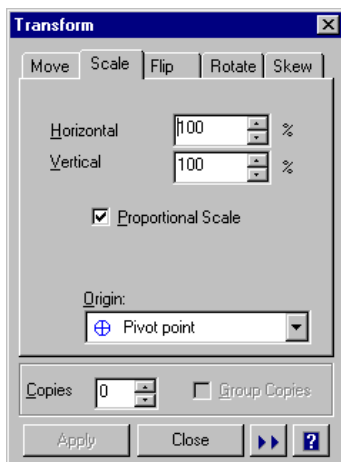 Transform
Move Scale Flip Rotate Skew
Horizontal 100 %
Vertical 100 %
Proportional Scale
Origin:
Pivot point
Copies 0 Group Copies
Apply Close ?